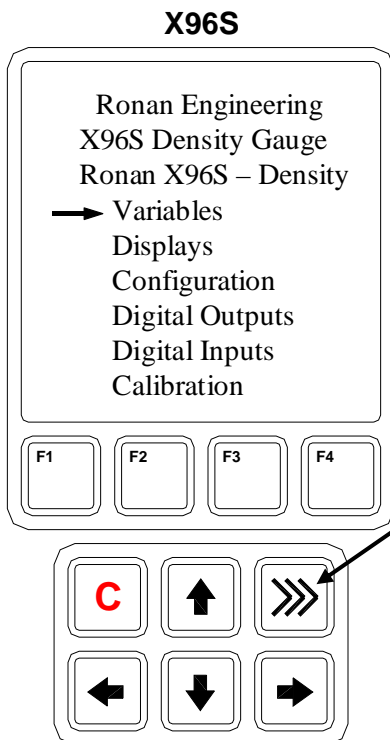 X96S
Ronan Engineering
X96S Density Gauge
Ronan X96S – Density
Variables
Displays
Configuration
Digital Outputs
Digital Inputs
Calibration
F1 F2 F3 F4
C